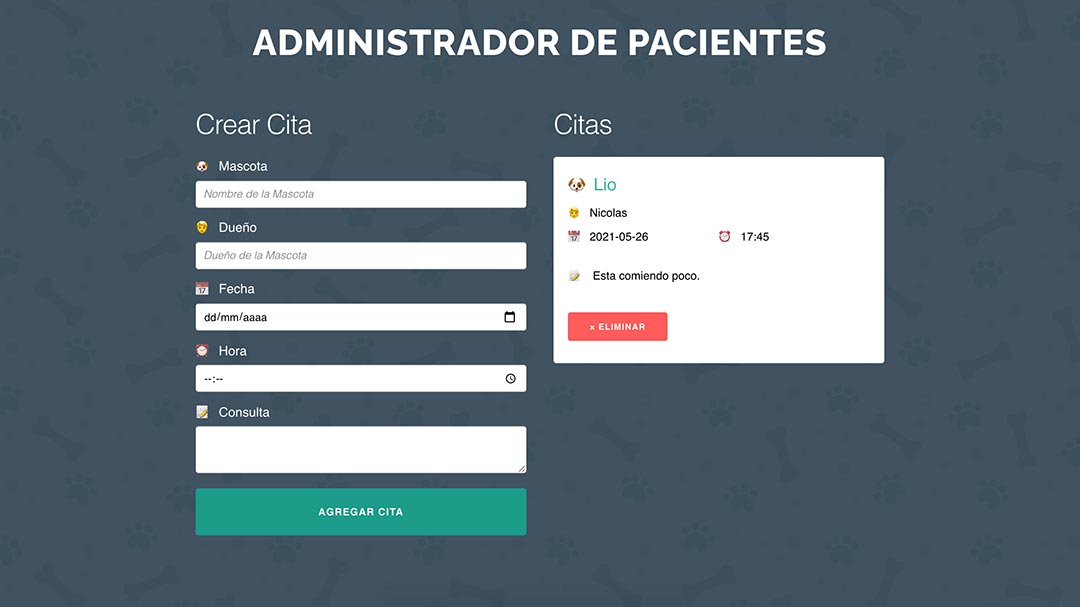 ADMINISTRADOR DE PACIENTES
Crear Cita
🐶 Mascota
Nombre de la Mascota
👨 Dueño
Dueño de la Mascota
📅 Fecha
dd/mm/aaaa
⏰ Hora
--:--
📝 Consulta
AGREGAR CITA
Citas
🐶 Lio
👨 Nicolas
📅 2021-05-26 ⏰ 17:45
📝 Esta comiendo poco.
× ELIMINAR